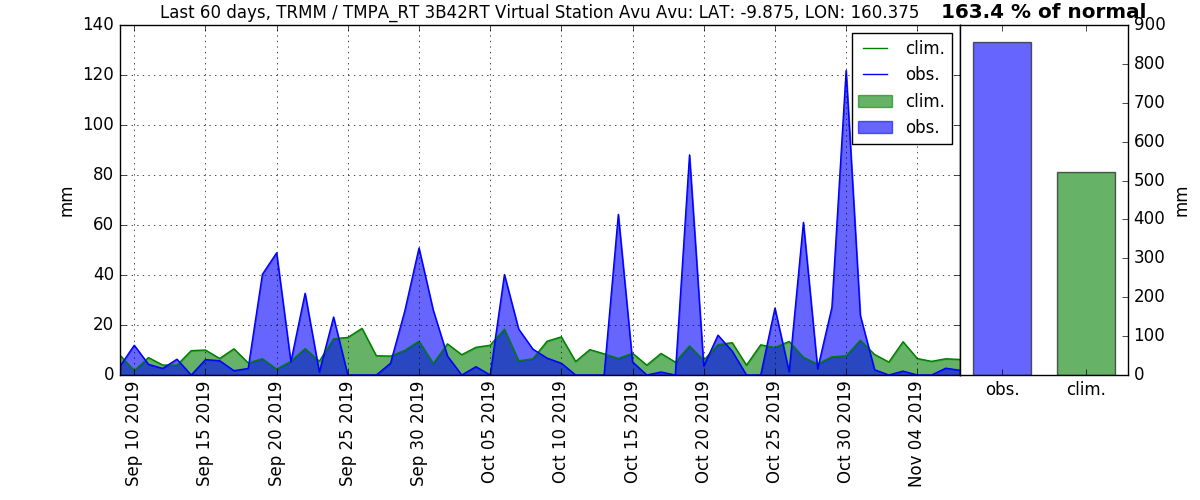 Last 60 days, TRMM / TMPA_RT 3B42RT Virtual Station Avu Avu: LAT: -9.875, LON: 160.375
163.4 % of normal
140
120
100
80
60
40
20
0
mm
clim.
obs.
clim.
obs.
Sep 10 2019
Sep 15 2019
Sep 20 2019
Sep 25 2019
Sep 30 2019
Oct 05 2019
Oct 10 2019
Oct 15 2019
Oct 20 2019
Oct 25 2019
Oct 30 2019
Nov 04 2019
900
800
700
600
500
400
300
200
100
0
mm
obs.
clim.